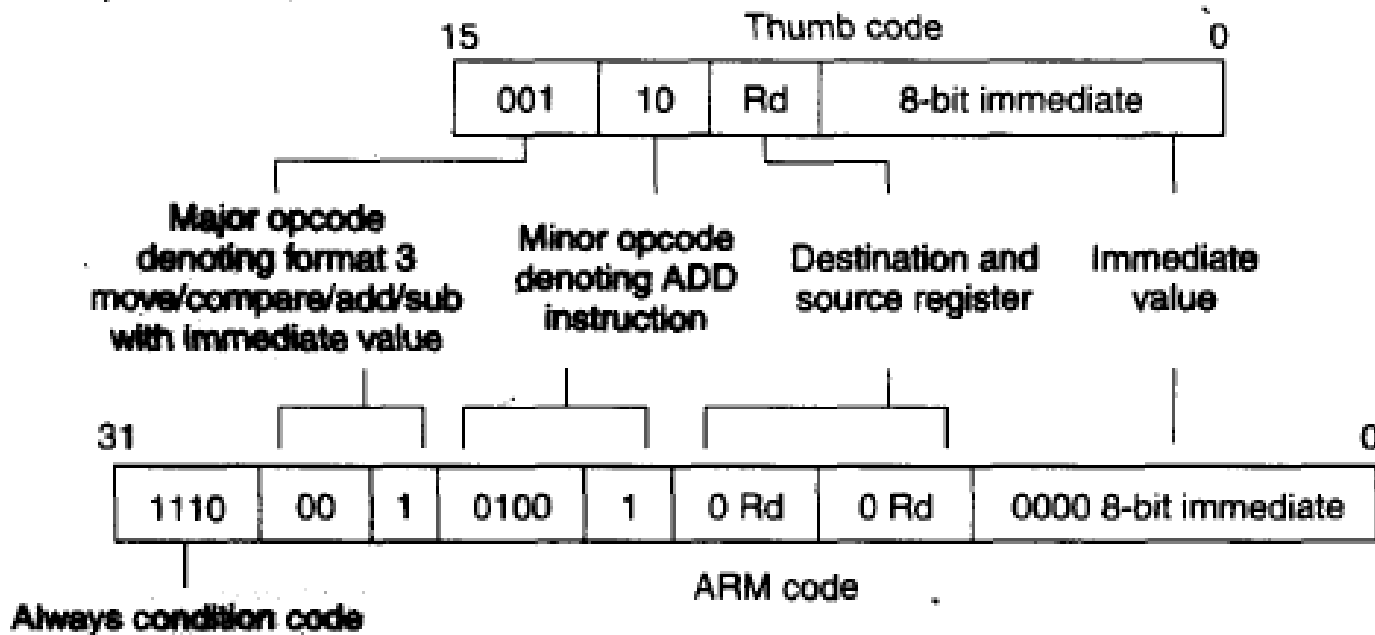 15 Thumb code 0
001 10 Rd 8-bit immediate
Major opcode
denoting format 3
move/compare/add/sub
with immediate value
Minor opcode
denoting ADD
instruction
Destination and
source register
Immediate
value
31 0
1110 00 1 0100 1 0 Rd 0 Rd 0000 8-bit immediate
ARM code
Always condition code